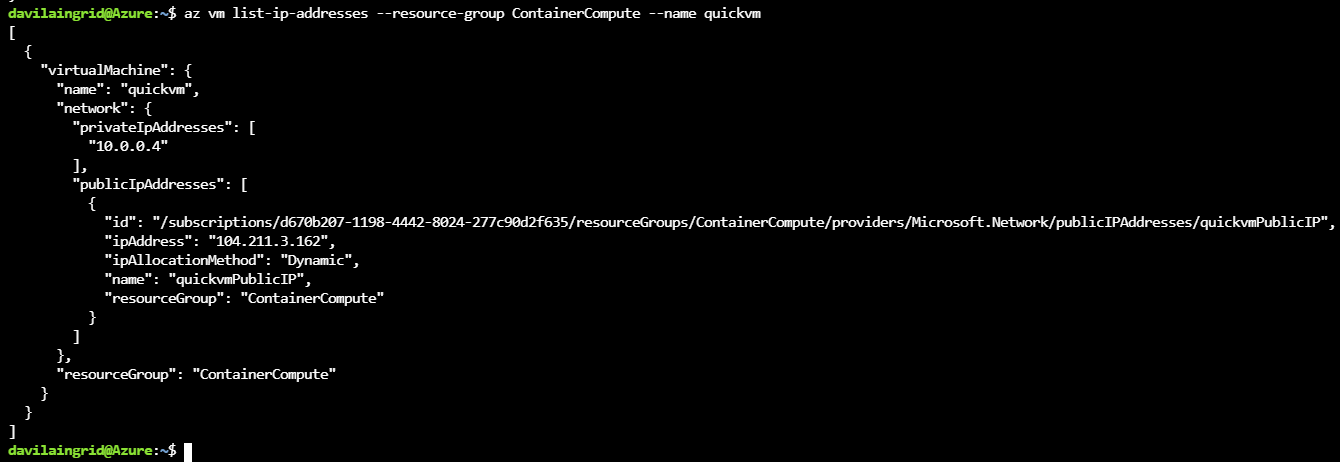 davilaingrid@Azure:~$ az vm list-ip-addresses --resource-group ContainerCompute --name quickvm
[
  {
    "virtualMachine": {
      "name": "quickvm",
      "network": {
        "privateIpAddresses": [
          "10.0.0.4"
        ],
        "publicIpAddresses": [
          {
            "id": "/subscriptions/d670b207-1198-4442-8024-277c90d2f635/resourceGroups/ContainerCompute/providers/Microsoft.Network/publicIPAddresses/quickvmPublicIP",
            "ipAddress": "104.211.3.162",
            "ipAllocationMethod": "Dynamic",
            "name": "quickvmPublicIP",
            "resourceGroup": "ContainerCompute"
          }
        ]
      },
      "resourceGroup": "ContainerCompute"
    }
  }
]
davilaingrid@Azure:~$